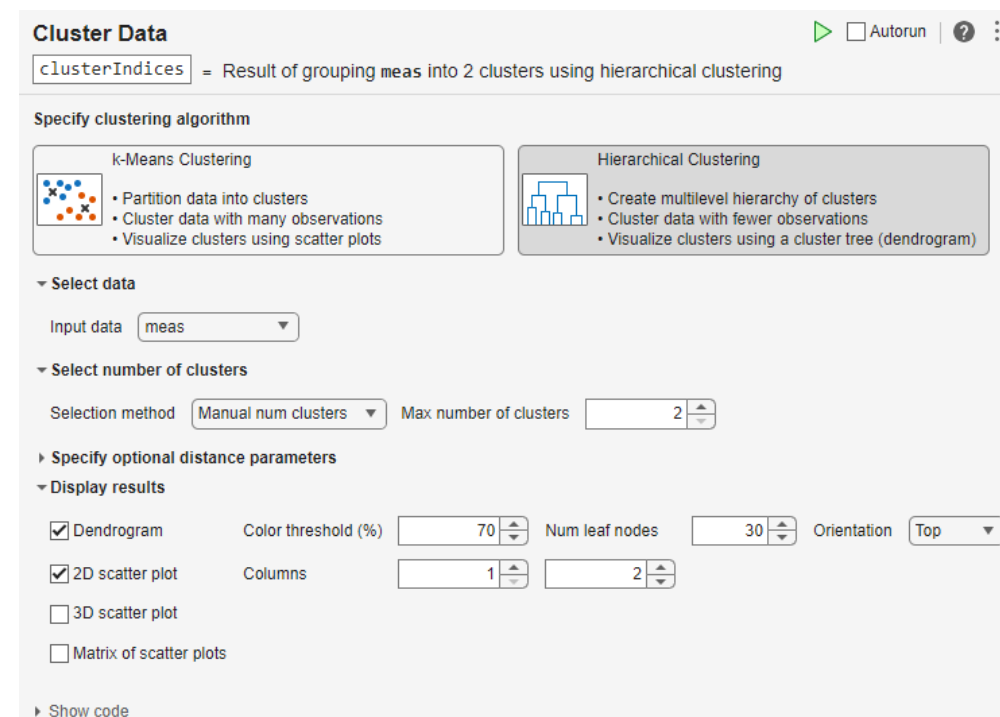 Cluster Data
Autorun
clusterIndices = Result of grouping meas into 2 clusters using hierarchical clustering
Specify clustering algorithm
k-Means Clustering
• Partition data into clusters
• Cluster data with many observations
• Visualize clusters using scatter plots
Hierarchical Clustering
• Create multilevel hierarchy of clusters
• Cluster data with fewer observations
• Visualize clusters using a cluster tree (dendrogram)
Select data
Input data meas
Select number of clusters
Selection method Manual num clusters Max number of clusters 2
Specify optional distance parameters
Display results
Dendrogram Color threshold (%) 70 Num leaf nodes 30 Orientation Top
2D scatter plot Columns 1 2
3D scatter plot
Matrix of scatter plots
Show code